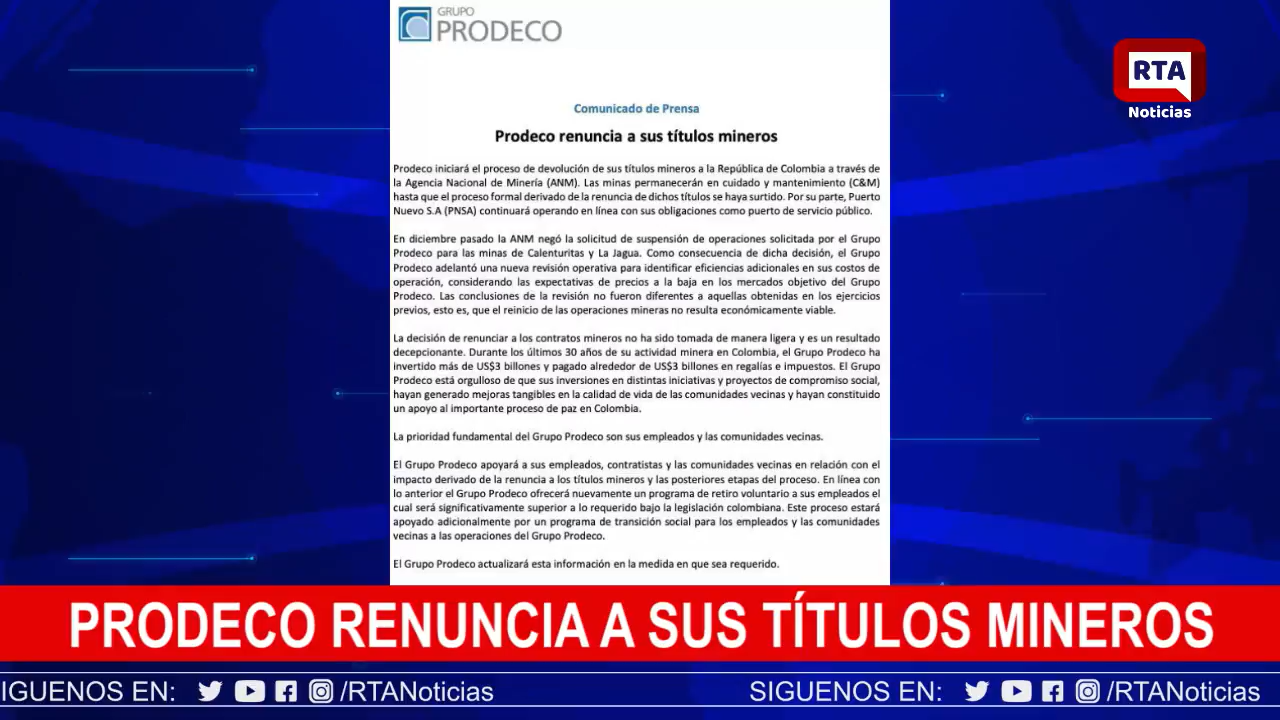 GRUPO
PRODECO
RTA
Noticias
Comunicado de Prensa
Prodeco renuncia a sus títulos mineros
Prodeco iniciará el proceso de devolución de sus títulos mineros a la República de Colombia a través de
la Agencia Nacional de Minería (ANM). Las minas permanecerán en cuidado y mantenimiento (C&M)
hasta que el proceso formal derivado de la renuncia de dichos títulos se haya surtido. Por su parte, Puerto
Nuevo S.A (PNSA) continuará operando en línea con sus obligaciones como puerto de servicio público.
En diciembre pasado la ANM negó la solicitud de suspensión de operaciones solicitada por el Grupo
Prodeco para las minas de Calenturitas y La Jagua. Como consecuencia de dicha decisión, el Grupo
Prodeco adelantó una nueva revisión operativa para identificar eficiencias adicionales en sus costos de
operación, considerando las expectativas de precios a la baja en los mercados objetivo del Grupo
Prodeco. Las conclusiones de la revisión no fueron diferentes a aquellas obtenidas en los ejercicios
previos, esto es, que el reinicio de las operaciones mineras no resulta económicamente viable.
La decisión de renunciar a los contratos mineros no ha sido tomada de manera ligera y es un resultado
decepcionante. Durante los últimos 30 años de su actividad minera en Colombia, el Grupo Prodeco ha
invertido más de US$3 billones y pagado alrededor de US$3 billones en regalías e impuestos. El Grupo
Prodeco está orgulloso de que sus inversiones en distintas iniciativas y proyectos de compromiso social,
hayan generado mejoras tangibles en la calidad de vida de las comunidades vecinas y hayan constituido
un apoyo al importante proceso de paz en Colombia.
La prioridad fundamental del Grupo Prodeco son sus empleados y las comunidades vecinas.
El Grupo Prodeco apoyará a sus empleados, contratistas y las comunidades vecinas en relación con el
impacto derivado de la renuncia a los títulos mineros y las posteriores etapas del proceso. En línea con
lo anterior el Grupo Prodeco ofrecerá nuevamente un programa de retiro voluntario a sus empleados el
cual será significativamente superior a lo requerido bajo la legislación colombiana. Este proceso estará
apoyado adicionalmente por un programa de transición social para los empleados y las comunidades
vecinas a las operaciones del Grupo Prodeco.
El Grupo Prodeco actualizará esta información en la medida en que sea requerido.
PRODECO RENUNCIA A SUS TÍTULOS MINEROS
IGUENOS EN: /RTANoticias SIGUENOS EN: /RTANoticias